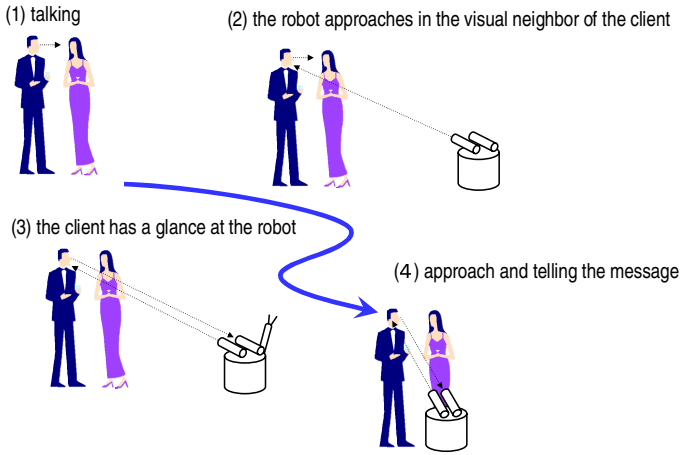 (1) talking
(2) the robot approaches in the visual neighbor of the client
(3) the client has a glance at the robot
(4) approach and telling the message